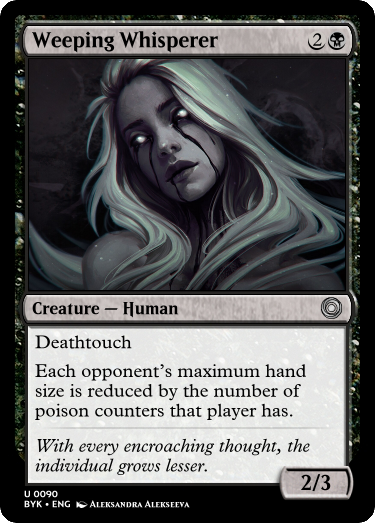 Weeping Whisperer 2
Creature — Human
Deathtouch
Each opponent's maximum hand
size is reduced by the number of
poison counters that player has.
With every encroaching thought, the
individual grows lesser.
2/3
U 0090
BYK • ENG Aleksandra Alekseeva